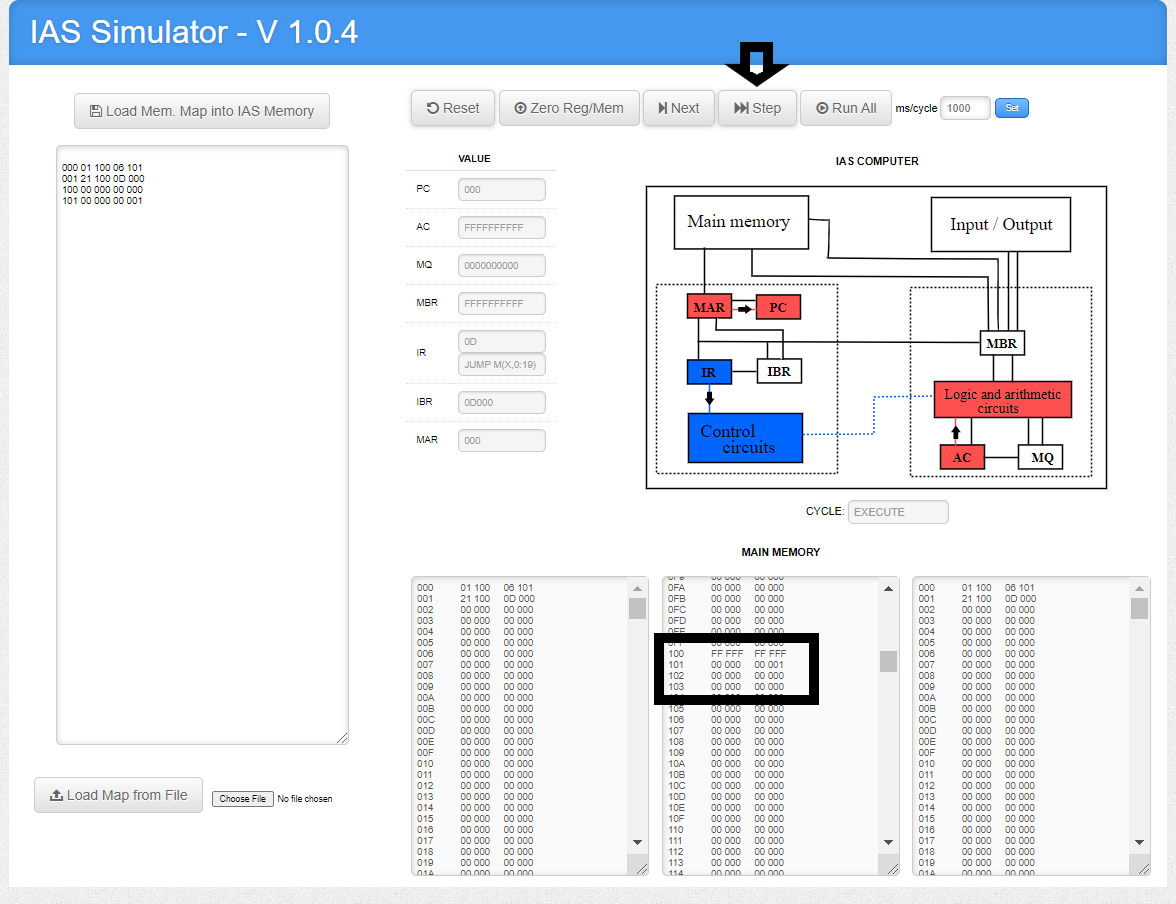 IAS Simulator - V 1.0.4
Load Mem. Map into IAS Memory
Reset Zero Reg/Mem Next Step Run All ms/cycle 1000 Set
000 01 100 06 101
001 21 100 0D 000
100 00 000 00 000
101 00 000 00 001
Load Map from File Choose File No file chosen
VALUE
PC 000
AC FFFFFFFFFF
MQ 0000000000
MBR FFFFFFFFFF
IR 0D
JUMP M(X,0:19)
IBR 0D000
MAR 000
IAS COMPUTER
Main memory
Input / Output
MAR PC
MBR
IR IBR
Logic and arithmetic
circuits
Control
circuits
AC MQ
CYCLE: EXECUTE
MAIN MEMORY
000 01 100 06 101
001 21 100 0D 000
002 00 000 00 000
003 00 000 00 000
004 00 000 00 000
005 00 000 00 000
006 00 000 00 000
007 00 000 00 000
008 00 000 00 000
009 00 000 00 000
00A 00 000 00 000
00B 00 000 00 000
00C 00 000 00 000
00D 00 000 00 000
00E 00 000 00 000
00F 00 000 00 000
010 00 000 00 000
011 00 000 00 000
012 00 000 00 000
013 00 000 00 000
014 00 000 00 000
015 00 000 00 000
016 00 000 00 000
017 00 000 00 000
018 00 000 00 000
019 00 000 00 000
01A 00 000 00 000
0F9 00 000 00 000
0FA 00 000 00 000
0FB 00 000 00 000
0FC 00 000 00 000
0FD 00 000 00 000
0FE 00 000 00 000
100 FF FFF FF FFF
101 00 000 00 001
102 00 000 00 000
103 00 000 00 000
105 00 000 00 000
106 00 000 00 000
107 00 000 00 000
108 00 000 00 000
109 00 000 00 000
10A 00 000 00 000
10B 00 000 00 000
10C 00 000 00 000
10D 00 000 00 000
10E 00 000 00 000
10F 00 000 00 000
110 00 000 00 000
111 00 000 00 000
112 00 000 00 000
113 00 000 00 000
114 00 000 00 000
000 01 100 06 101
001 21 100 0D 000
002 00 000 00 000
003 00 000 00 000
004 00 000 00 000
005 00 000 00 000
006 00 000 00 000
007 00 000 00 000
008 00 000 00 000
009 00 000 00 000
00A 00 000 00 000
00B 00 000 00 000
00C 00 000 00 000
00D 00 000 00 000
00E 00 000 00 000
00F 00 000 00 000
010 00 000 00 000
011 00 000 00 000
012 00 000 00 000
013 00 000 00 000
014 00 000 00 000
015 00 000 00 000
016 00 000 00 000
017 00 000 00 000
018 00 000 00 000
019 00 000 00 000
01A 00 000 00 000